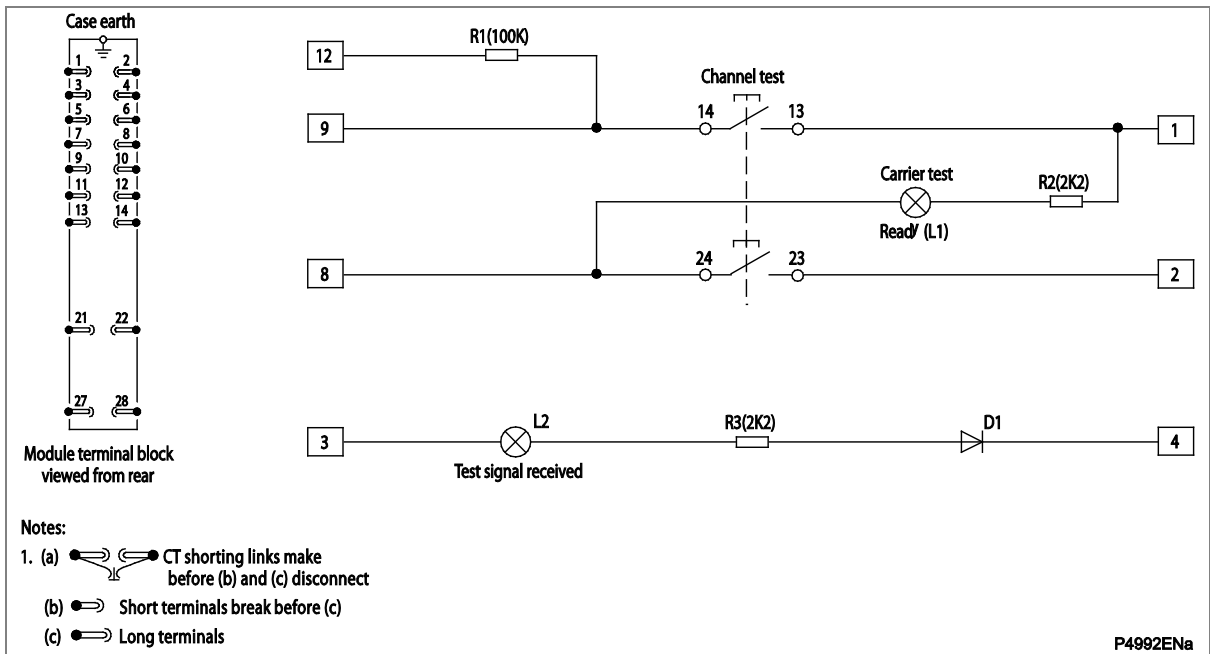 Case earth
1 2
3 4
5 6
7 8
9 10
11 12
13 14
21 22
27 28
Module terminal block
viewed from rear
12 R1(100K)
Channel test
9 14 13 1
Carrier test
R2(2K2)
Ready (L1)
8 24 23 2
3 L2 R3(2K2) D1 4
Test signal received
Notes:
1. (a) CT shorting links make
before (b) and (c) disconnect
(b) Short terminals break before (c)
(c) Long terminals
P4992ENa